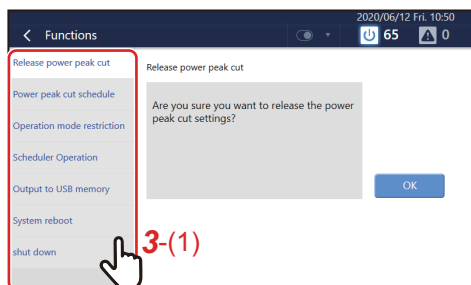 2020/06/12 Fri. 10:50
Functions
65
0
Release power peak cut
Power peak cut schedule
Operation mode restriction
Scheduler Operation
Output to USB memory
System reboot
shut down
Release power peak cut
Are you sure you want to release the power
peak cut settings?
OK
3-(1)